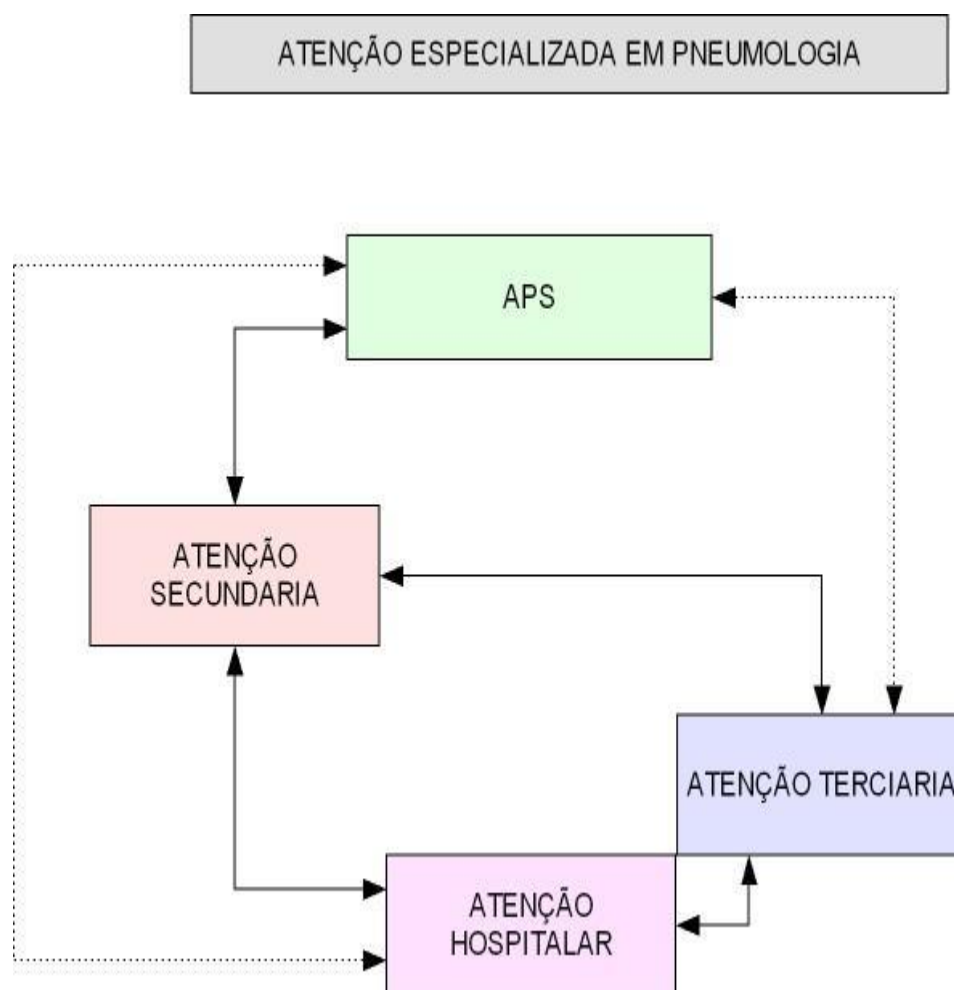 ATENÇÃO ESPECIALIZADA EM PNEUMOLOGIA
APS
ATENÇÃO
SECUNDARIA
ATENÇÃO TERCIARIA
ATENÇÃO
HOSPITALAR